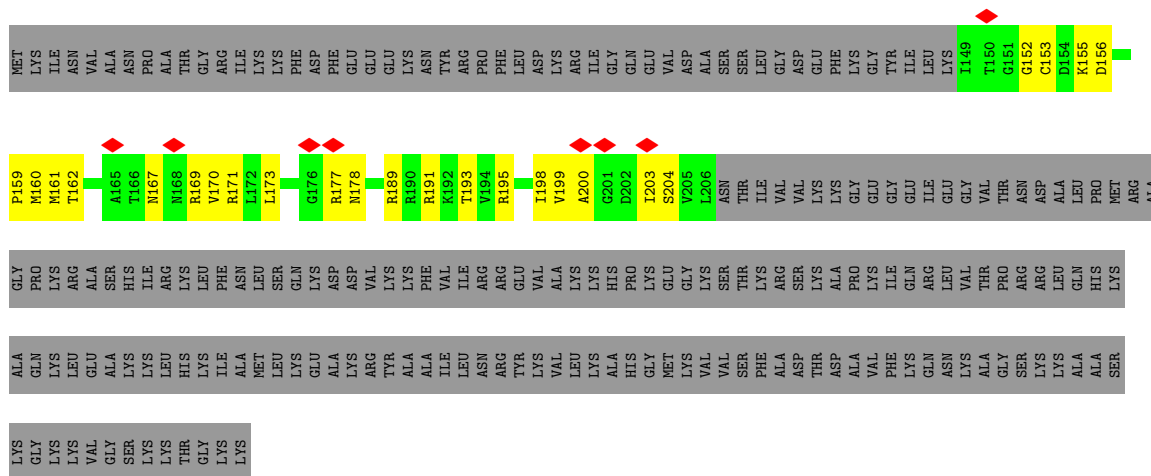 MET LYS ILE ASN VAL ALA ASN PRO ALA THR GLY ARG ILE LYS LYS PHE ASP PHE GLU GLU GLU LYS ASN TYR ARG PRO PHE LEU ASP LYS ARG ILE GLY GLN GLU VAL ASP ALA SER SER LEU GLY ASP GLU PHE LYS GLY TYR ILE LEU LYS I149 T150 G151 G152 C153 D154 K155 D156
P159 M160 M161 T162 A165 T166 N167 N168 R169 V170 R171 L172 L173 G176 R177 N178 R189 R190 R191 K192 T193 V194 R195 I198 V199 A200 G201 D202 I203 S204 V205 L206 ASN THR ILE VAL VAL LYS LYS GLY GLU GLY GLU ILE GLU GLY VAL THR ASN ASP ALA LEU PRO MET ARG ALA
GLY PRO LYS ARG ALA SER HIS ILE ARG LYS LEU PHE ASN LEU SER GLN LYS ASP ASP VAL LYS LYS PHE VAL ILE ARG ARG GLU VAL ALA LYS LYS HIS PRO LYS GLU GLY LYS SER THR LYS ARG SER LYS ALA PRO LYS ILE GLN ARG LEU VAL THR PRO ARG ARG LEU GLN HIS LYS
ALA GLN LYS LEU GLU ALA LYS LYS LEU HIS LYS ILE ALA MET LEU LYS GLU ALA LYS ARG TYR ALA ALA ILE LEU ASN ARG TYR LYS VAL LEU LYS ALA HIS GLY MET LYS VAL VAL SER PHE ALA ASP THR ASP ALA VAL PHE LYS GLN ASN LYS ALA GLY SER LYS LYS ALA ALA SER
LYS GLY LYS LYS VAL GLY SER LYS LYS THR GLY LYS LYS